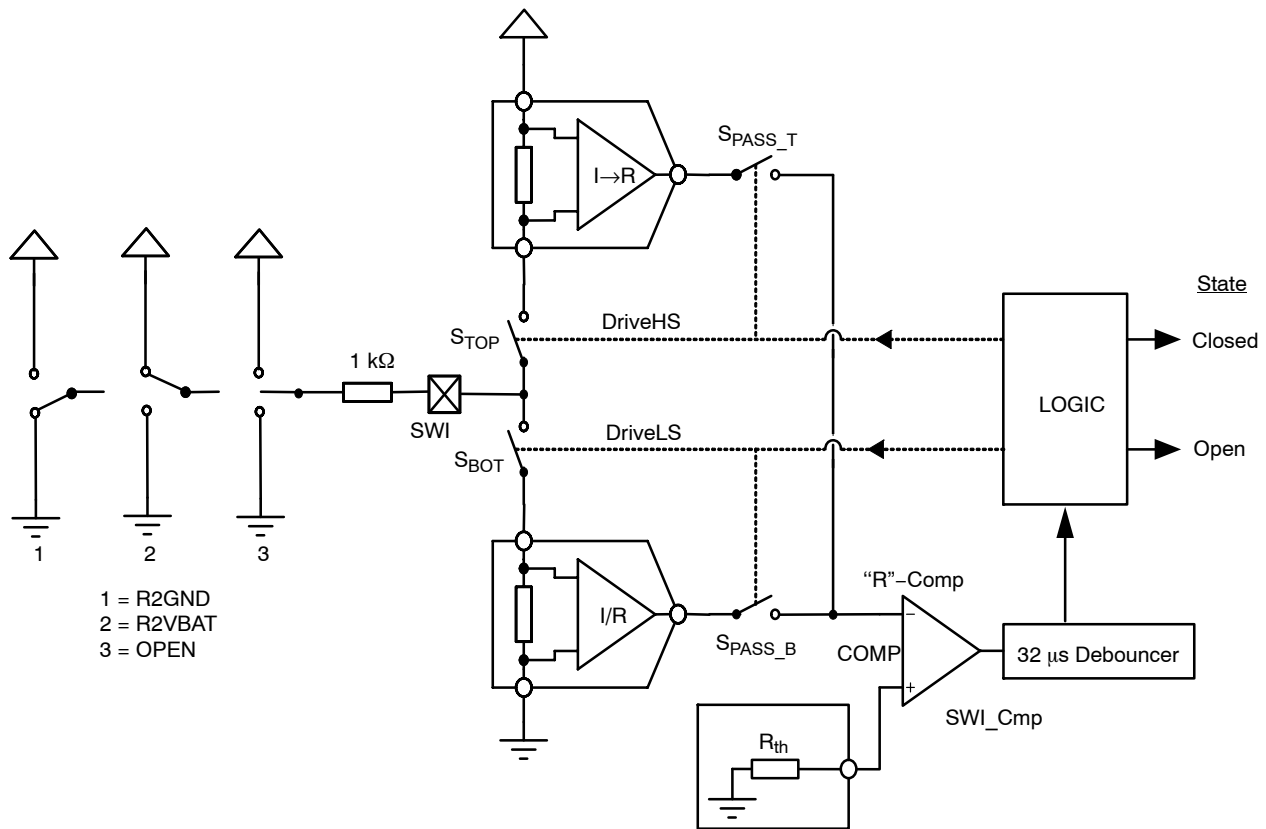 S_PASS_T
I→R
State
DriveHS
S_TOP
Closed
1 kΩ
LOGIC
SWI
DriveLS
S_BOT
Open
1
2
3
"R"−Comp
1 = R2GND
2 = R2VBAT
3 = OPEN
I/R
−
S_PASS_B
COMP
32 μs Debouncer
+
SWI_Cmp
R_th